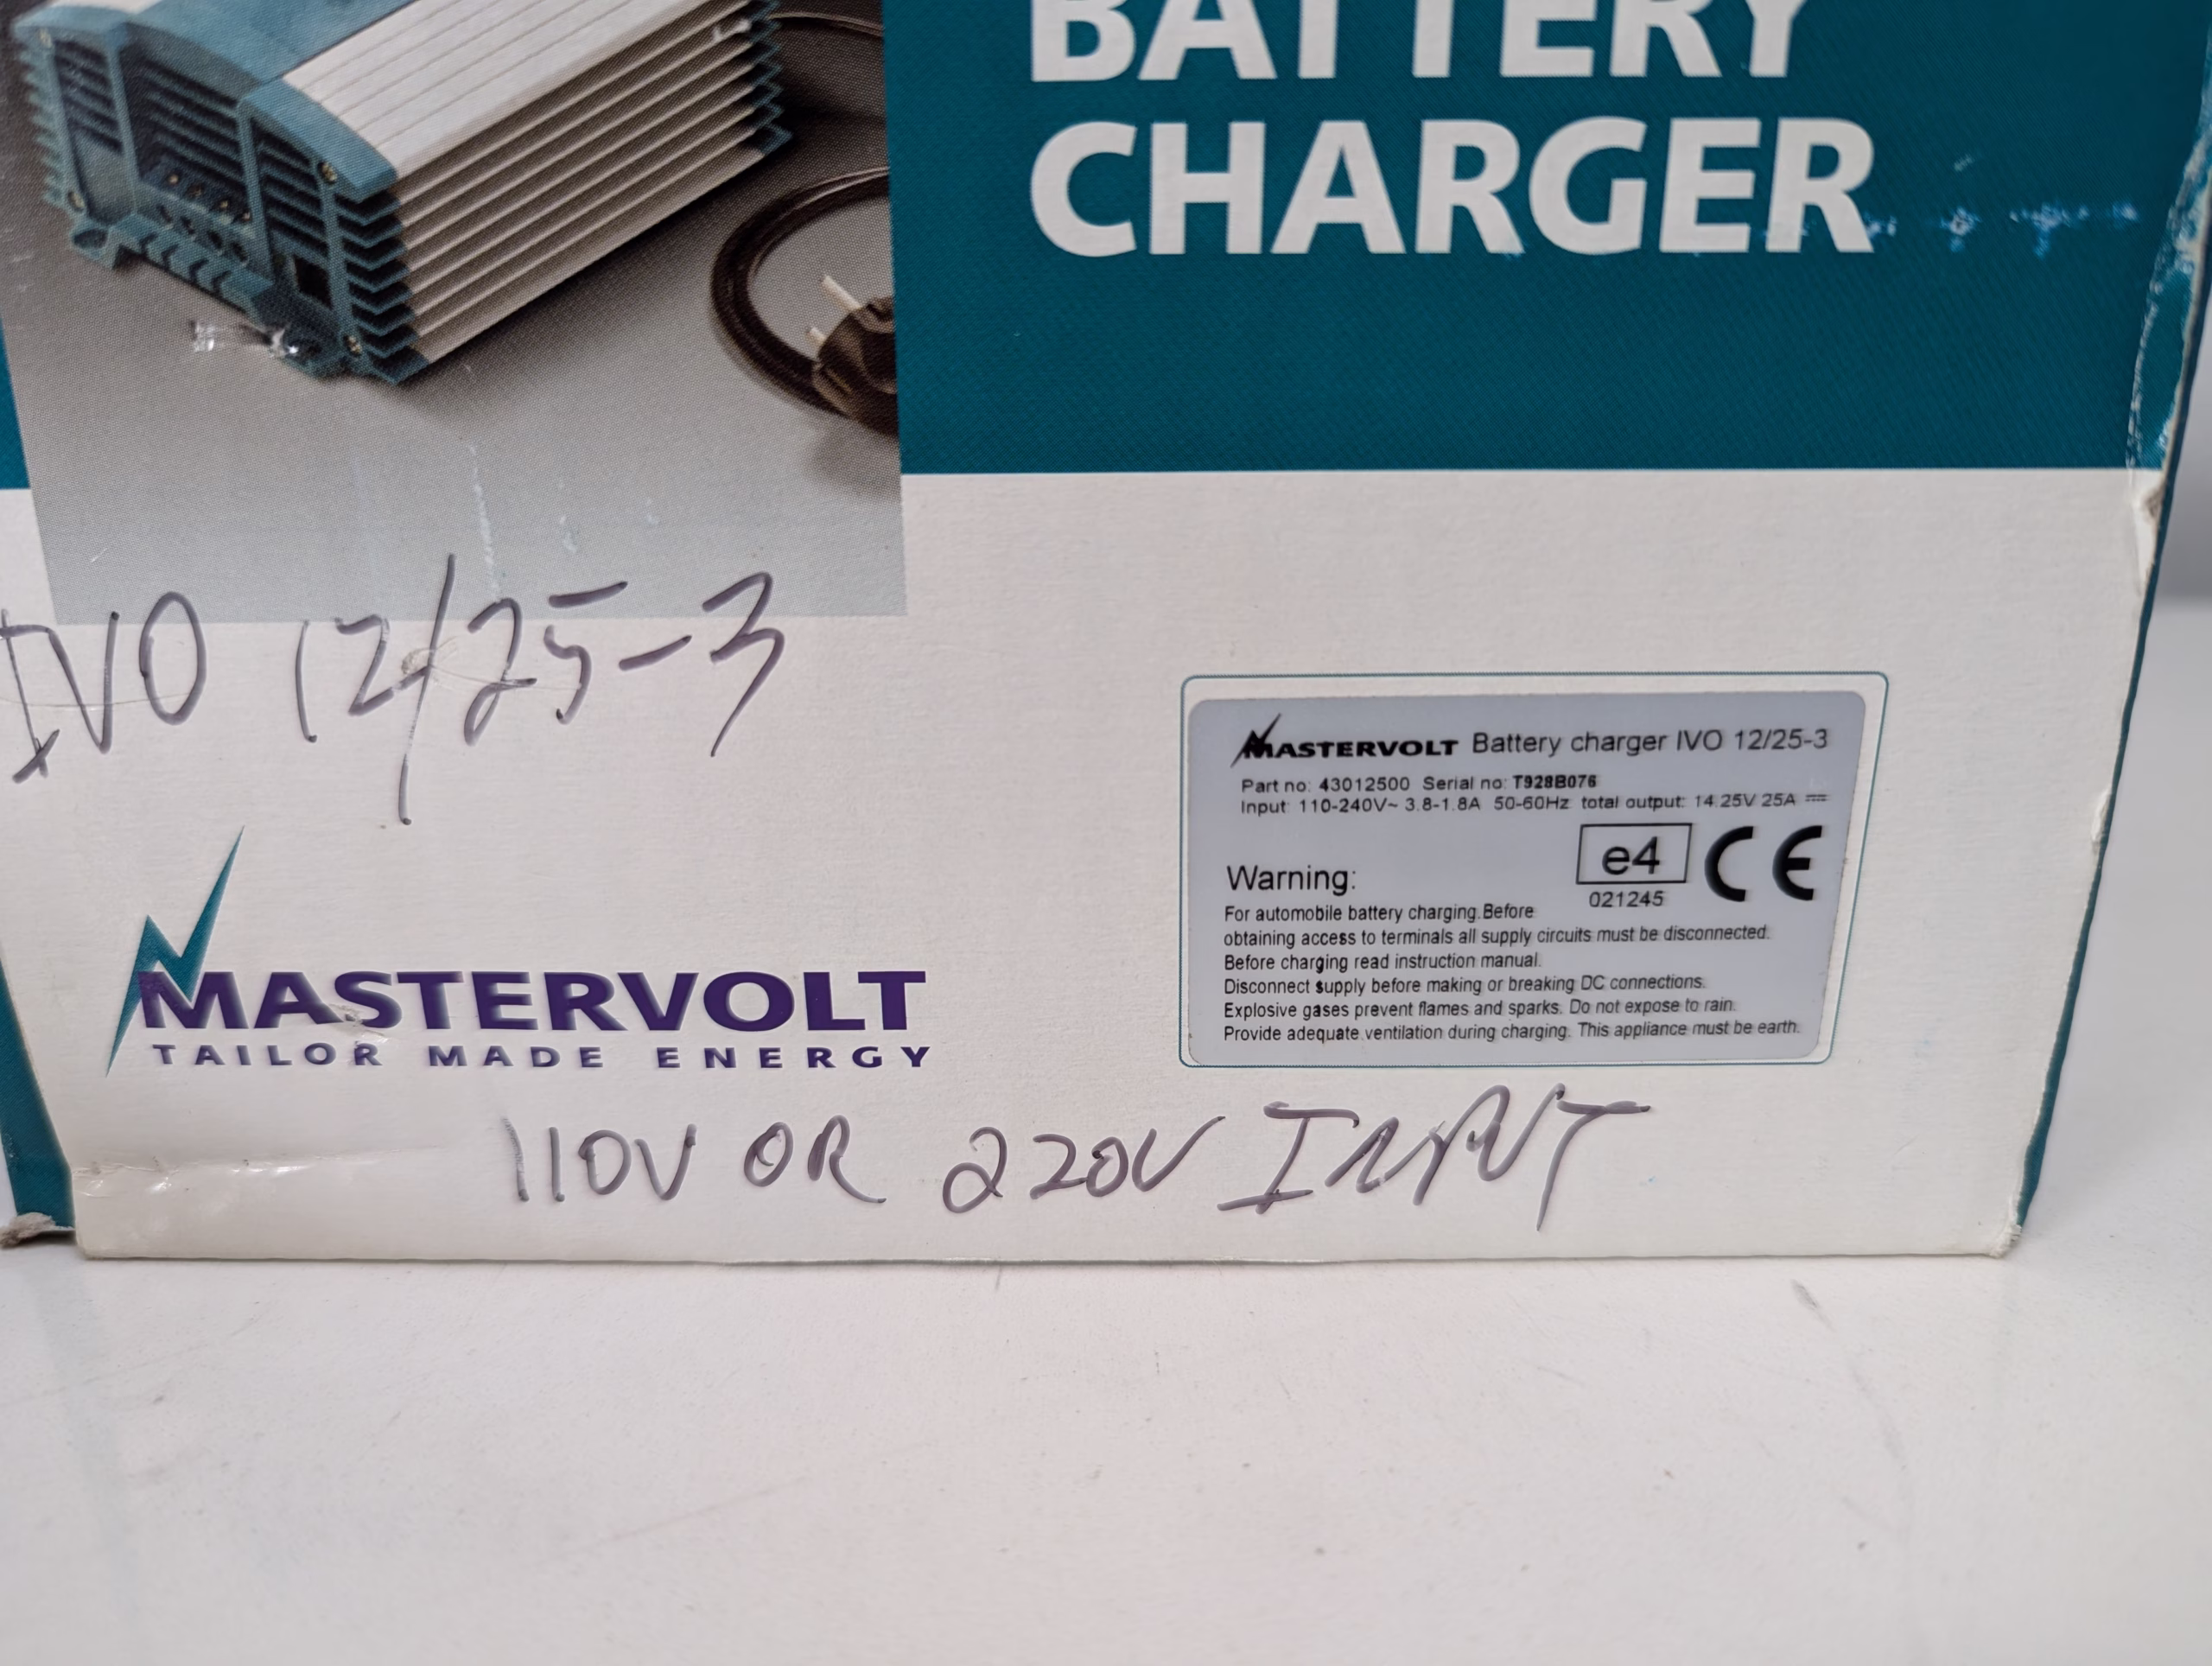 BATTERY
CHARGER
IVO 12/25-3
MASTERVOLT Battery charger IVO 12/25-3
Part no: 43012500 Serial no: T928B076
Input: 110-240V~ 3.8-1.8A 50-60Hz total output: 14.25V 25A ⎓
e4 CE
021245
Warning:
For automobile battery charging.Before
obtaining access to terminals all supply circuits must be disconnected.
Before charging read instruction manual.
Disconnect supply before making or breaking DC connections.
Explosive gases prevent flames and sparks. Do not expose to rain.
Provide adequate ventilation during charging. This appliance must be earth.
MASTERVOLT
TAILOR MADE ENERGY
110V OR 220V INPUT